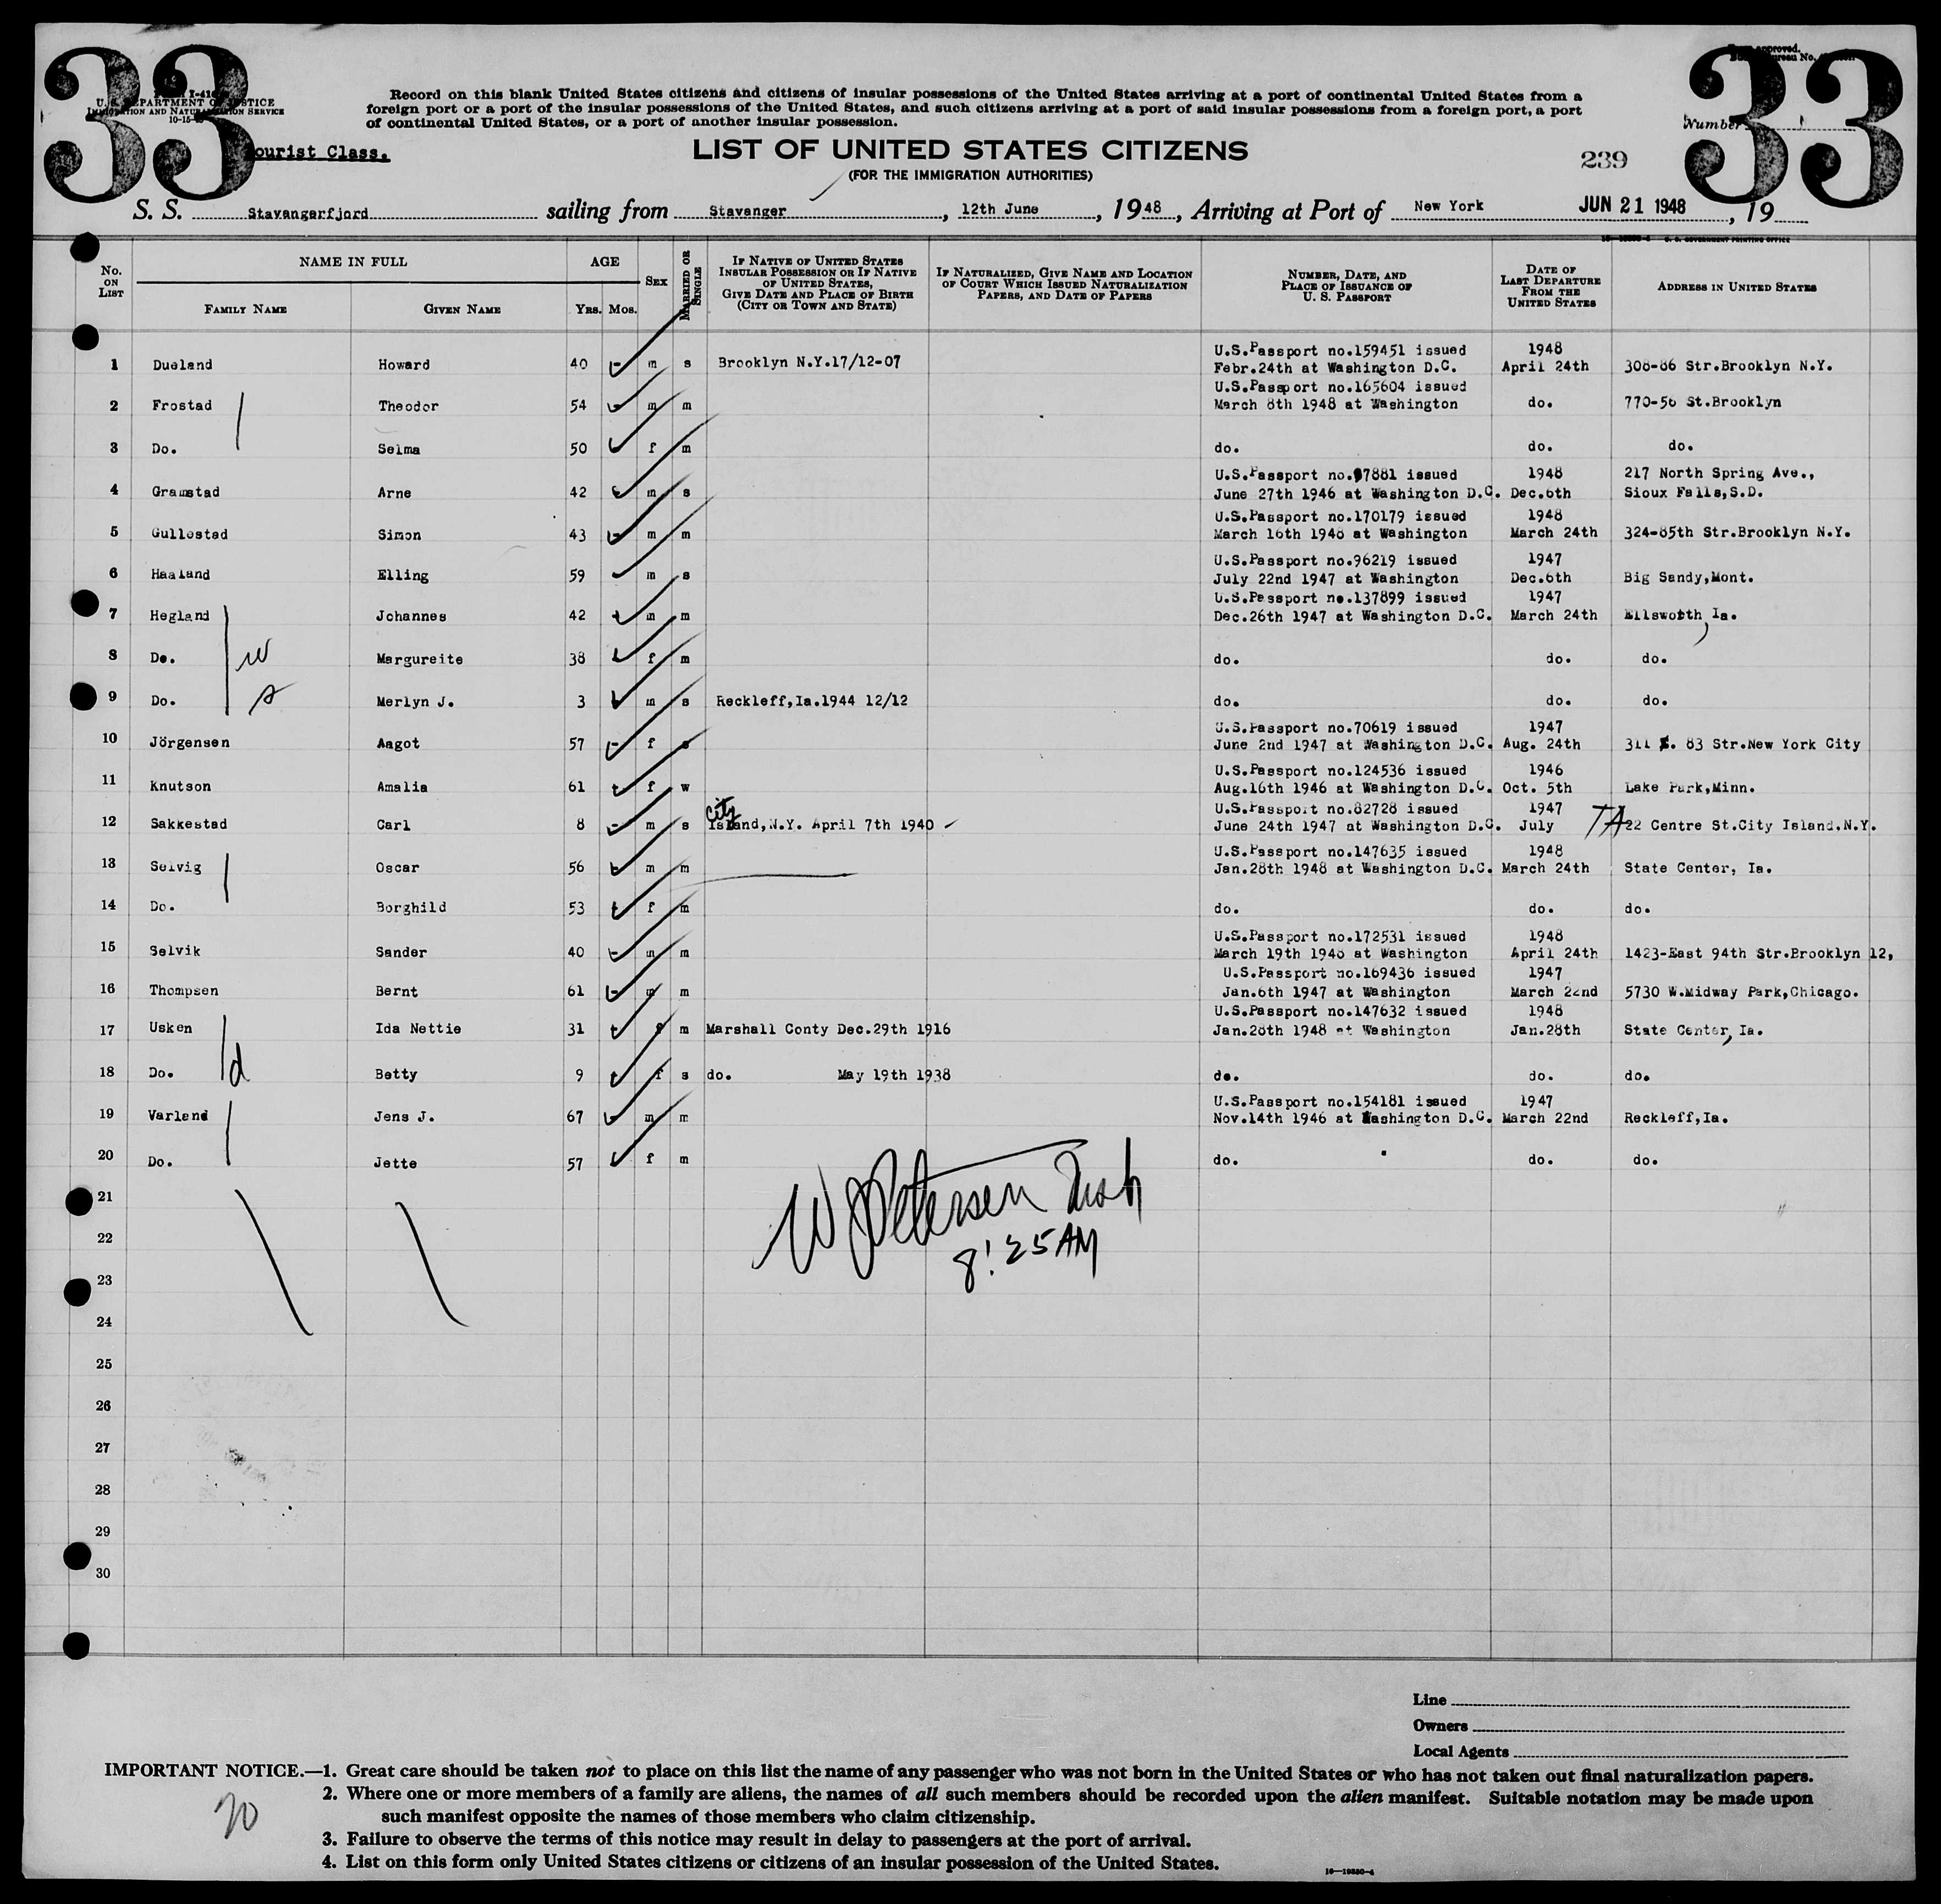 33
33
U. S. DEPARTMENT OF JUSTICE
IMMIGRATION AND NATURALIZATION SERVICE
Record on this blank United States citizens and citizens of insular possessions of the United States arriving at a port of continental United States from a
foreign port or a port of the insular possessions of the United States, and such citizens arriving at a port of said insular possessions from a foreign port, a port
of continental United States, or a port of another insular possession.
Number
ourist Class.
LIST OF UNITED STATES CITIZENS
239
(FOR THE IMMIGRATION AUTHORITIES)
S. S. Stavangerfjord sailing from Stavanger, 12th June, 1948, Arriving at Port of New York JUN 21 1948, 19
No. ON LIST
NAME IN FULL
FAMILY NAME
GIVEN NAME
AGE
Yrs. Mos.
SEX
MARRIED OR SINGLE
IF NATIVE OF UNITED STATES INSULAR POSSESSION OR IF NATIVE OF UNITED STATES, GIVE DATE AND PLACE OF BIRTH (CITY OR TOWN AND STATE)
IF NATURALIZED, GIVE NAME AND LOCATION OF COURT WHICH ISSUED NATURALIZATION PAPERS, AND DATE OF PAPERS
NUMBER, DATE, AND PLACE OF ISSUANCE OF U. S. PASSPORT
DATE OF LAST DEPARTURE FROM THE UNITED STATES
ADDRESS IN UNITED STATES
1 Dueland Howard 40 m s Brooklyn N.Y.17/12-07 U.S.Passport no.159451 issued Febr.24th at Washington D.C. 1948 April 24th 308-86 Str.Brooklyn N.Y.
2 Frostad Theodor 54 m m U.S.Passport no.165604 issued March 8th 1948 at Washington do. 770-56 St.Brooklyn
3 Do. Selma 50 f m do. do. do.
4 Gramstad Arne 42 m s U.S.Passport no.97881 issued June 27th 1946 at Washington D.C. 1948 Dec.6th 217 North Spring Ave., Sioux Falls,S.D.
5 Gullestad Simon 43 m m U.S.Passport no.170179 issued March 16th 1948 at Washington 1948 March 24th 324-85th Str.Brooklyn N.Y.
6 Haaland Elling 59 m s U.S.Passport no.96219 issued July 22nd 1947 at Washington 1947 Dec.6th Big Sandy,Mont.
7 Hegland Johannes 42 m m U.S.Passport no.137899 issued Dec.26th 1947 at Washington D.C. 1947 March 24th Ellsworth, Ia.
8 Do. w Margureite 38 f m do. do. do.
9 Do. s Merlyn J. 3 m s Reckleff,Ia.1944 12/12 do. do. do.
10 Jörgensen Aagot 57 f s U.S.Passport no.70619 issued June 2nd 1947 at Washington D.C. 1947 Aug. 24th 311 E. 83 Str.New York City
11 Knutson Amalia 61 f w U.S.Passport no.124536 issued Aug.16th 1946 at Washington D.C. 1946 Oct. 5th Lake Park,Minn.
12 Sakkestad Carl 8 m s City Island,N.Y. April 7th 1940 U.S.Passport no.82728 issued June 24th 1947 at Washington D.C. 1947 July TA 22 Centre St.City Island.N.Y.
13 Selvig Oscar 56 m m U.S.Passport no.147635 issued Jan.28th 1948 at Washington D.C. 1948 March 24th State Center, Ia.
14 Do. Borghild 53 f m do. do. do.
15 Selvik Sander 40 m m U.S.Passport no.172531 issued March 19th 1948 at Washington 1948 April 24th 1423-East 94th Str.Brooklyn 12,
16 Thompsen Bernt 61 m m U.S.Passport no.169436 issued Jan.6th 1947 at Washington 1947 March 22nd 5730 W.Midway Park,Chicago.
17 Usken Ida Nettie 31 f m Marshall Conty Dec.29th 1916 U.S.Passport no.147632 issued Jan.28th 1948 at Washington 1948 Jan.28th State Center, Ia.
18 Do. d Betty 9 f s do. May 19th 1938 do. do. do.
19 Varland Jens J. 67 m m U.S.Passport no.154181 issued Nov.14th 1946 at Washington D.C. 1947 March 22nd Reckleff,Ia.
20 Do. Jette 57 f m do. do. do.
21
22
23
24
25
26
27
28
29
30
W J Petersen
8:25 AM
Line
Owners
Local Agents
IMPORTANT NOTICE.—1. Great care should be taken not to place on this list the name of any passenger who was not born in the United States or who has not taken out final naturalization papers.
2. Where one or more members of a family are aliens, the names of all such members should be recorded upon the alien manifest. Suitable notation may be made upon
such manifest opposite the names of those members who claim citizenship.
3. Failure to observe the terms of this notice may result in delay to passengers at the port of arrival.
4. List on this form only United States citizens or citizens of an insular possession of the United States.
20